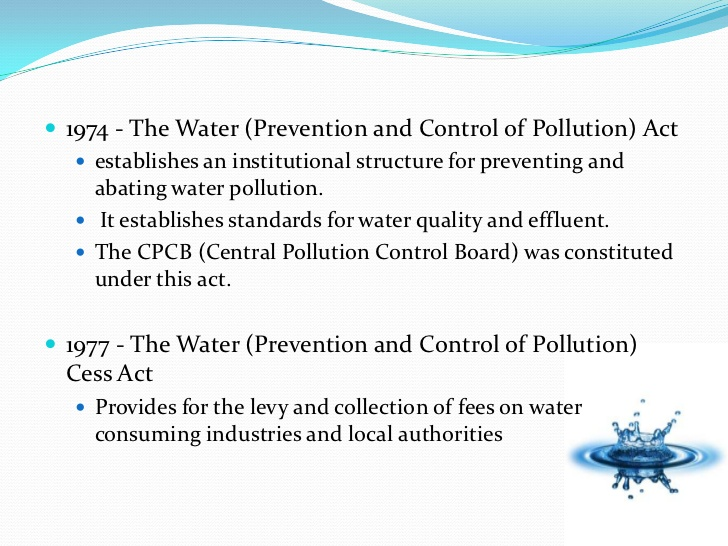 • 1974 - The Water (Prevention and Control of Pollution) Act
• establishes an institutional structure for preventing and
abating water pollution.
• It establishes standards for water quality and effluent.
• The CPCB (Central Pollution Control Board) was constituted
under this act.
• 1977 - The Water (Prevention and Control of Pollution)
Cess Act
• Provides for the levy and collection of fees on water
consuming industries and local authorities